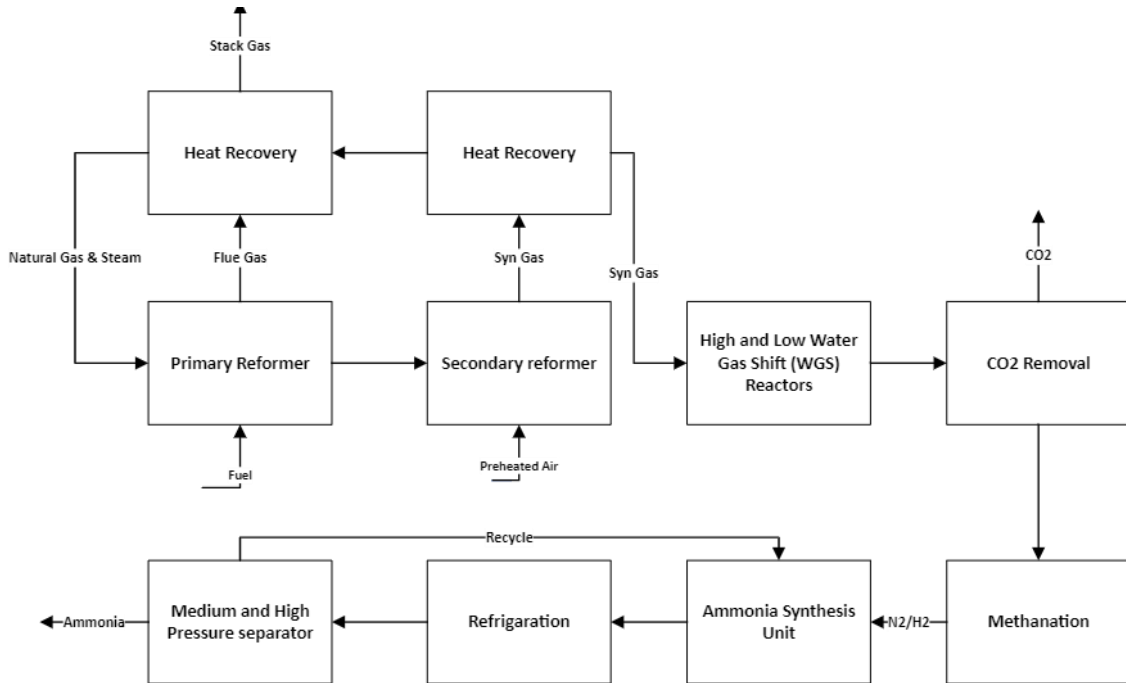 Stack Gas
Heat Recovery
Heat Recovery
Natural Gas & Steam
Flue Gas
Syn Gas
Syn Gas
CO2
Primary Reformer
Secondary reformer
High and Low Water
Gas Shift (WGS)
Reactors
CO2 Removal
Fuel
Preheated Air
Recycle
Ammonia
Medium and High
Pressure separator
Refrigaration
Ammonia Synthesis
Unit
N2/H2
Methanation